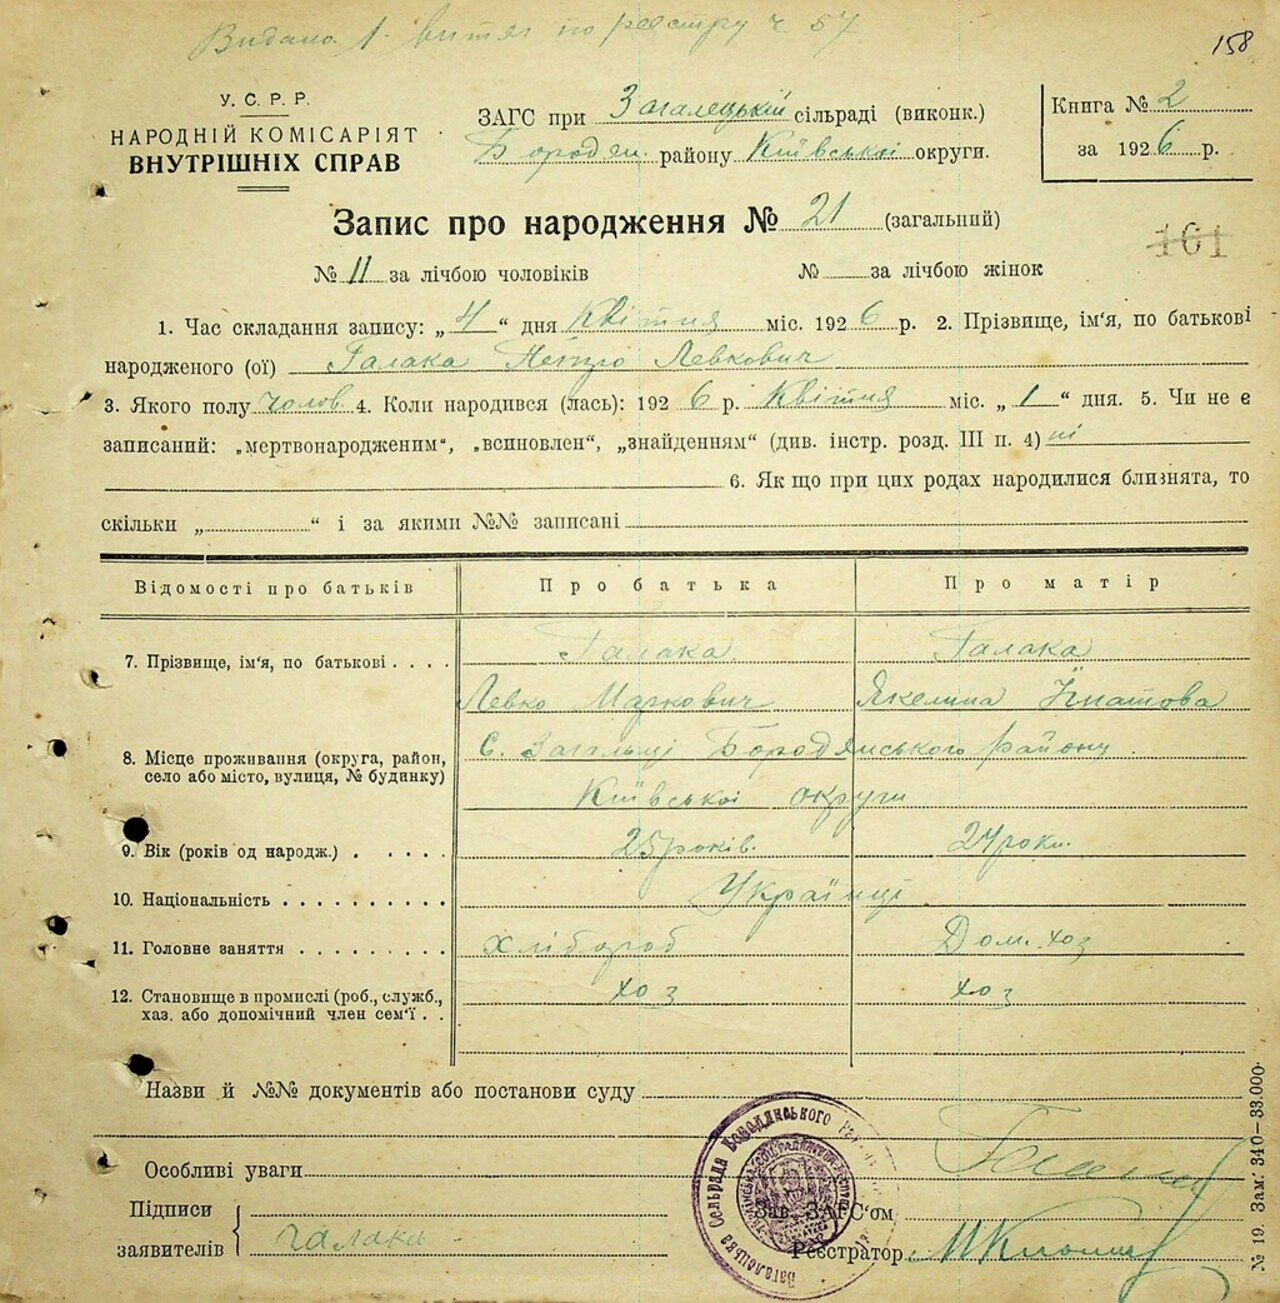 Видано 1 витяг по реєстру ч 57
158
У. С. Р. Р.
НАРОДНІЙ КОМІСАРІЯТ
ВНУТРІШНІХ СПРАВ
ЗАГС при Загалецькій сільраді (виконк.)
Бородян. району Київської округи.
Книга № 2
за 1926 р.
Запис про народження № 21 (загальний)
161
№ 11 за лічбою чоловіків № за лічбою жінок
1. Час складання запису: „4“ дня Квітня міс. 1926 р. 2. Прізвище, ім'я, по батькові
народженого (ої) Галака Петро Левкович
3. Якого полу чолов. 4. Коли народився (лась): 1926 р. Квітня міс. „1“ дня. 5. Чи не є
записаний: „мертвонародженим“, „всиновлен“, „знайденням“ (див. інстр. розд. III п. 4) ні
6. Як що при цих родах народилися близнята, то
скільки „ “ і за якими №№ записані
Відомості про батьків Про батька Про матір
7. Прізвище, ім'я, по батькові . . . . Галака Галака
Левко Маркович Якелина Гнатова
8. Місце проживання (округа, район, село або місто, вулиця, № будинку) С. Загальці Бородянського району
Київської округи
9. Вік (років од народж.) . . . . . 25 років. 24 роки.
10. Національність . . . . . . . . . . Українці
11. Головне заняття . . . . . . . . . Хлібороб Дом. хоз
12. Становище в промислі (роб., служб., хоз хоз
хаз. або допомічний член сем'ї . .
Назви й №№ документів або постанови суду
Особливі уваги
Підписи
заявителів Галака
Зав. ЗАГС'ом Галака
Реєстратор
Загалецька Сільрада Бородянського
№ 19. Зам. 340—33.000.